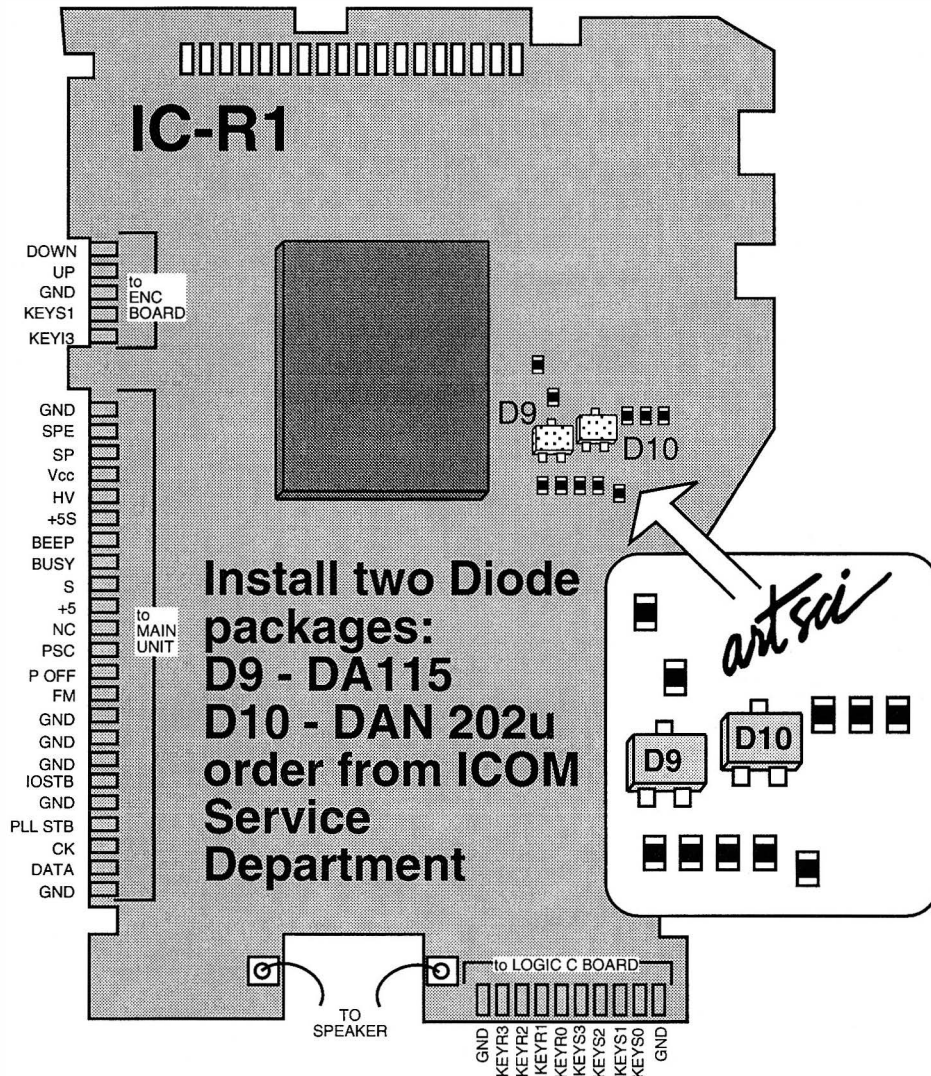 IC-R1
DOWN
UP
GND
KEYS1
KEYI3
to
ENC
BOARD
GND
SPE
SP
Vcc
HV
+5S
BEEP
BUSY
S
+5
NC
PSC
P OFF
FM
GND
GND
GND
IOSTB
GND
PLL STB
CK
DATA
GND
to
MAIN
UNIT
D9
D10
Install two Diode
packages:
D9 - DA115
D10 - DAN 202u
order from ICOM
Service
Department
artsci
D9
D10
TO
SPEAKER
to LOGIC C BOARD
GND
KEYR3
KEYR2
KEYR1
KEYR0
KEYS3
KEYS2
KEYS1
KEYS0
GND